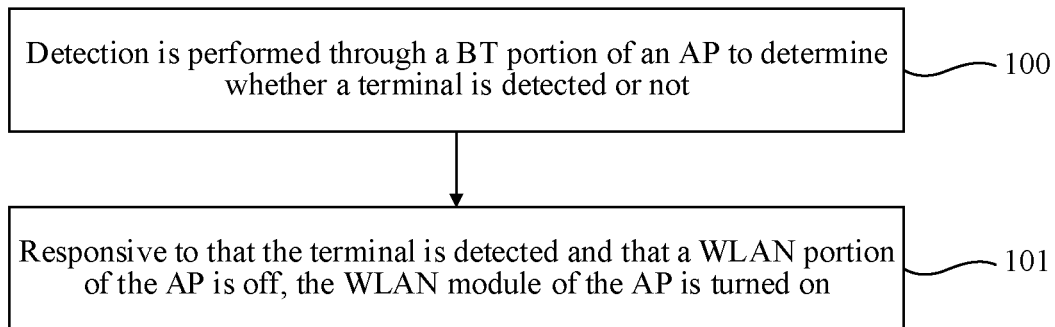 Detection is performed through a BT portion of an AP to determine
whether a terminal is detected or not
100
Responsive to that the terminal is detected and that a WLAN portion
of the AP is off, the WLAN module of the AP is turned on
101